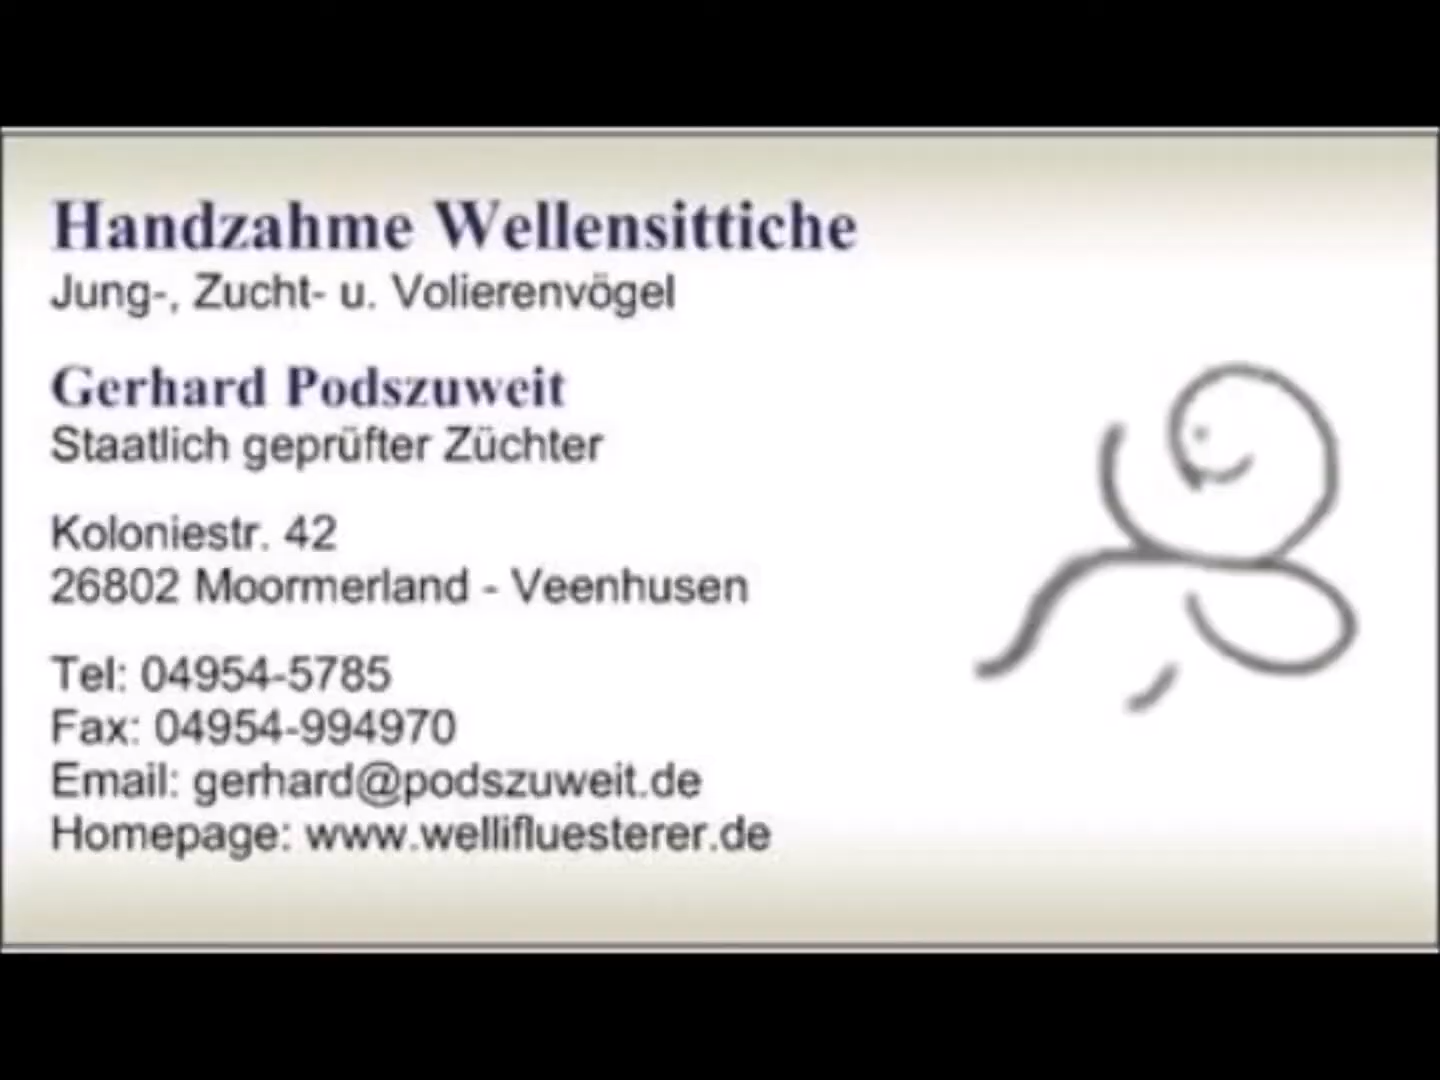 Handzahme Wellensittiche
Jung-, Zucht- u. Volierenvögel
Gerhard Podszuweit
Staatlich geprüfter Züchter
Koloniestr. 42
26802 Moormerland - Veenhusen
Tel: 04954-5785
Fax: 04954-994970
Email: gerhard@podszuweit.de
Homepage: www.wellifluesterer.de